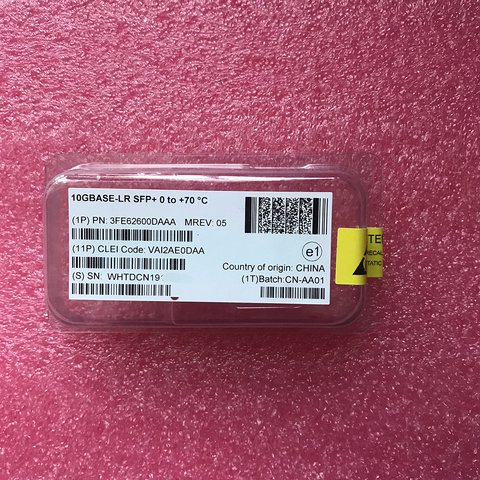 10GBASE-LR SFP+ 0 to +70 °C
(1P) PN: 3FE62600DAAA MREV: 05
(11P) CLEI Code: VAI2AE0DAA
e1
Country of origin: CHINA
(S) SN: WHTDCN19
(1T)Batch:CN-AA01